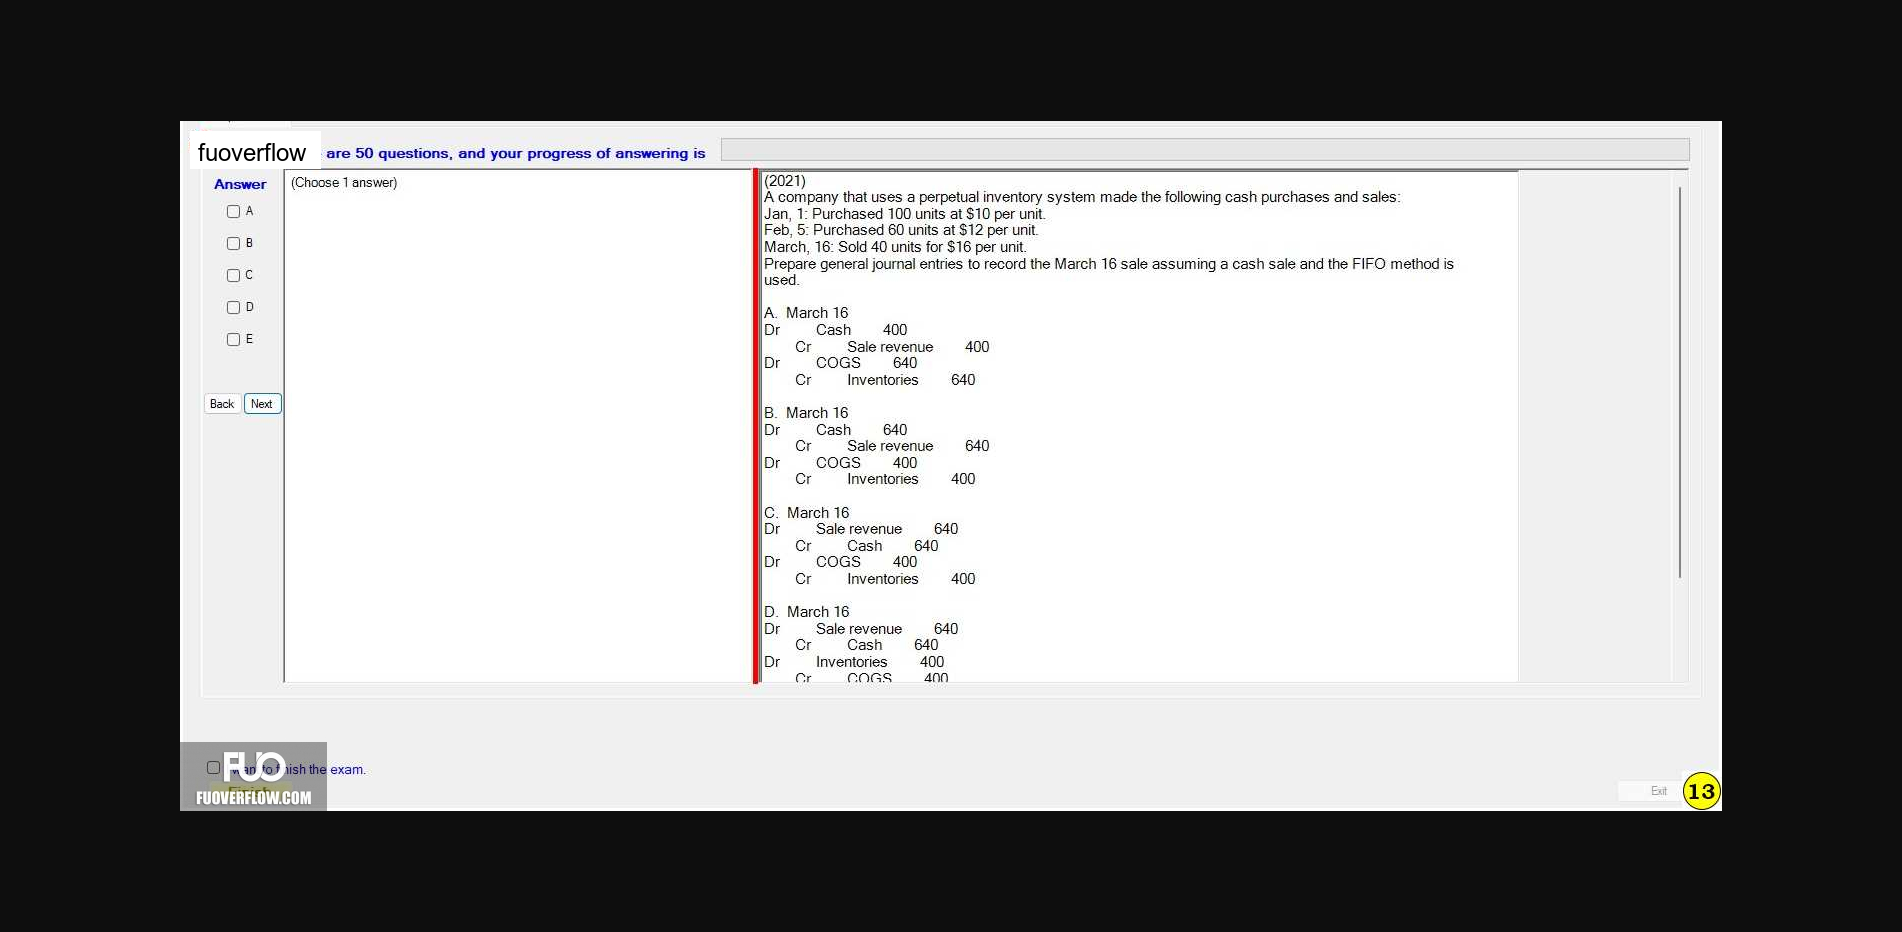 fuoverflow are 50 questions, and your progress of answering is
Answer
A
B
C
D
E
Back Next
(Choose 1 answer)
(2021)
A company that uses a perpetual inventory system made the following cash purchases and sales:
Jan, 1: Purchased 100 units at $10 per unit.
Feb, 5: Purchased 60 units at $12 per unit.
March, 16: Sold 40 units for $16 per unit.
Prepare general journal entries to record the March 16 sale assuming a cash sale and the FIFO method is
used.
A. March 16
Dr Cash 400
Cr Sale revenue 400
Dr COGS 640
Cr Inventories 640
B. March 16
Dr Cash 640
Cr Sale revenue 640
Dr COGS 400
Cr Inventories 400
C. March 16
Dr Sale revenue 640
Cr Cash 640
Dr COGS 400
Cr Inventories 400
D. March 16
Dr Sale revenue 640
Cr Cash 640
Dr Inventories 400
Cr COGS 400
the exam.
FUO
FUOVERFLOW.COM
Exit 13